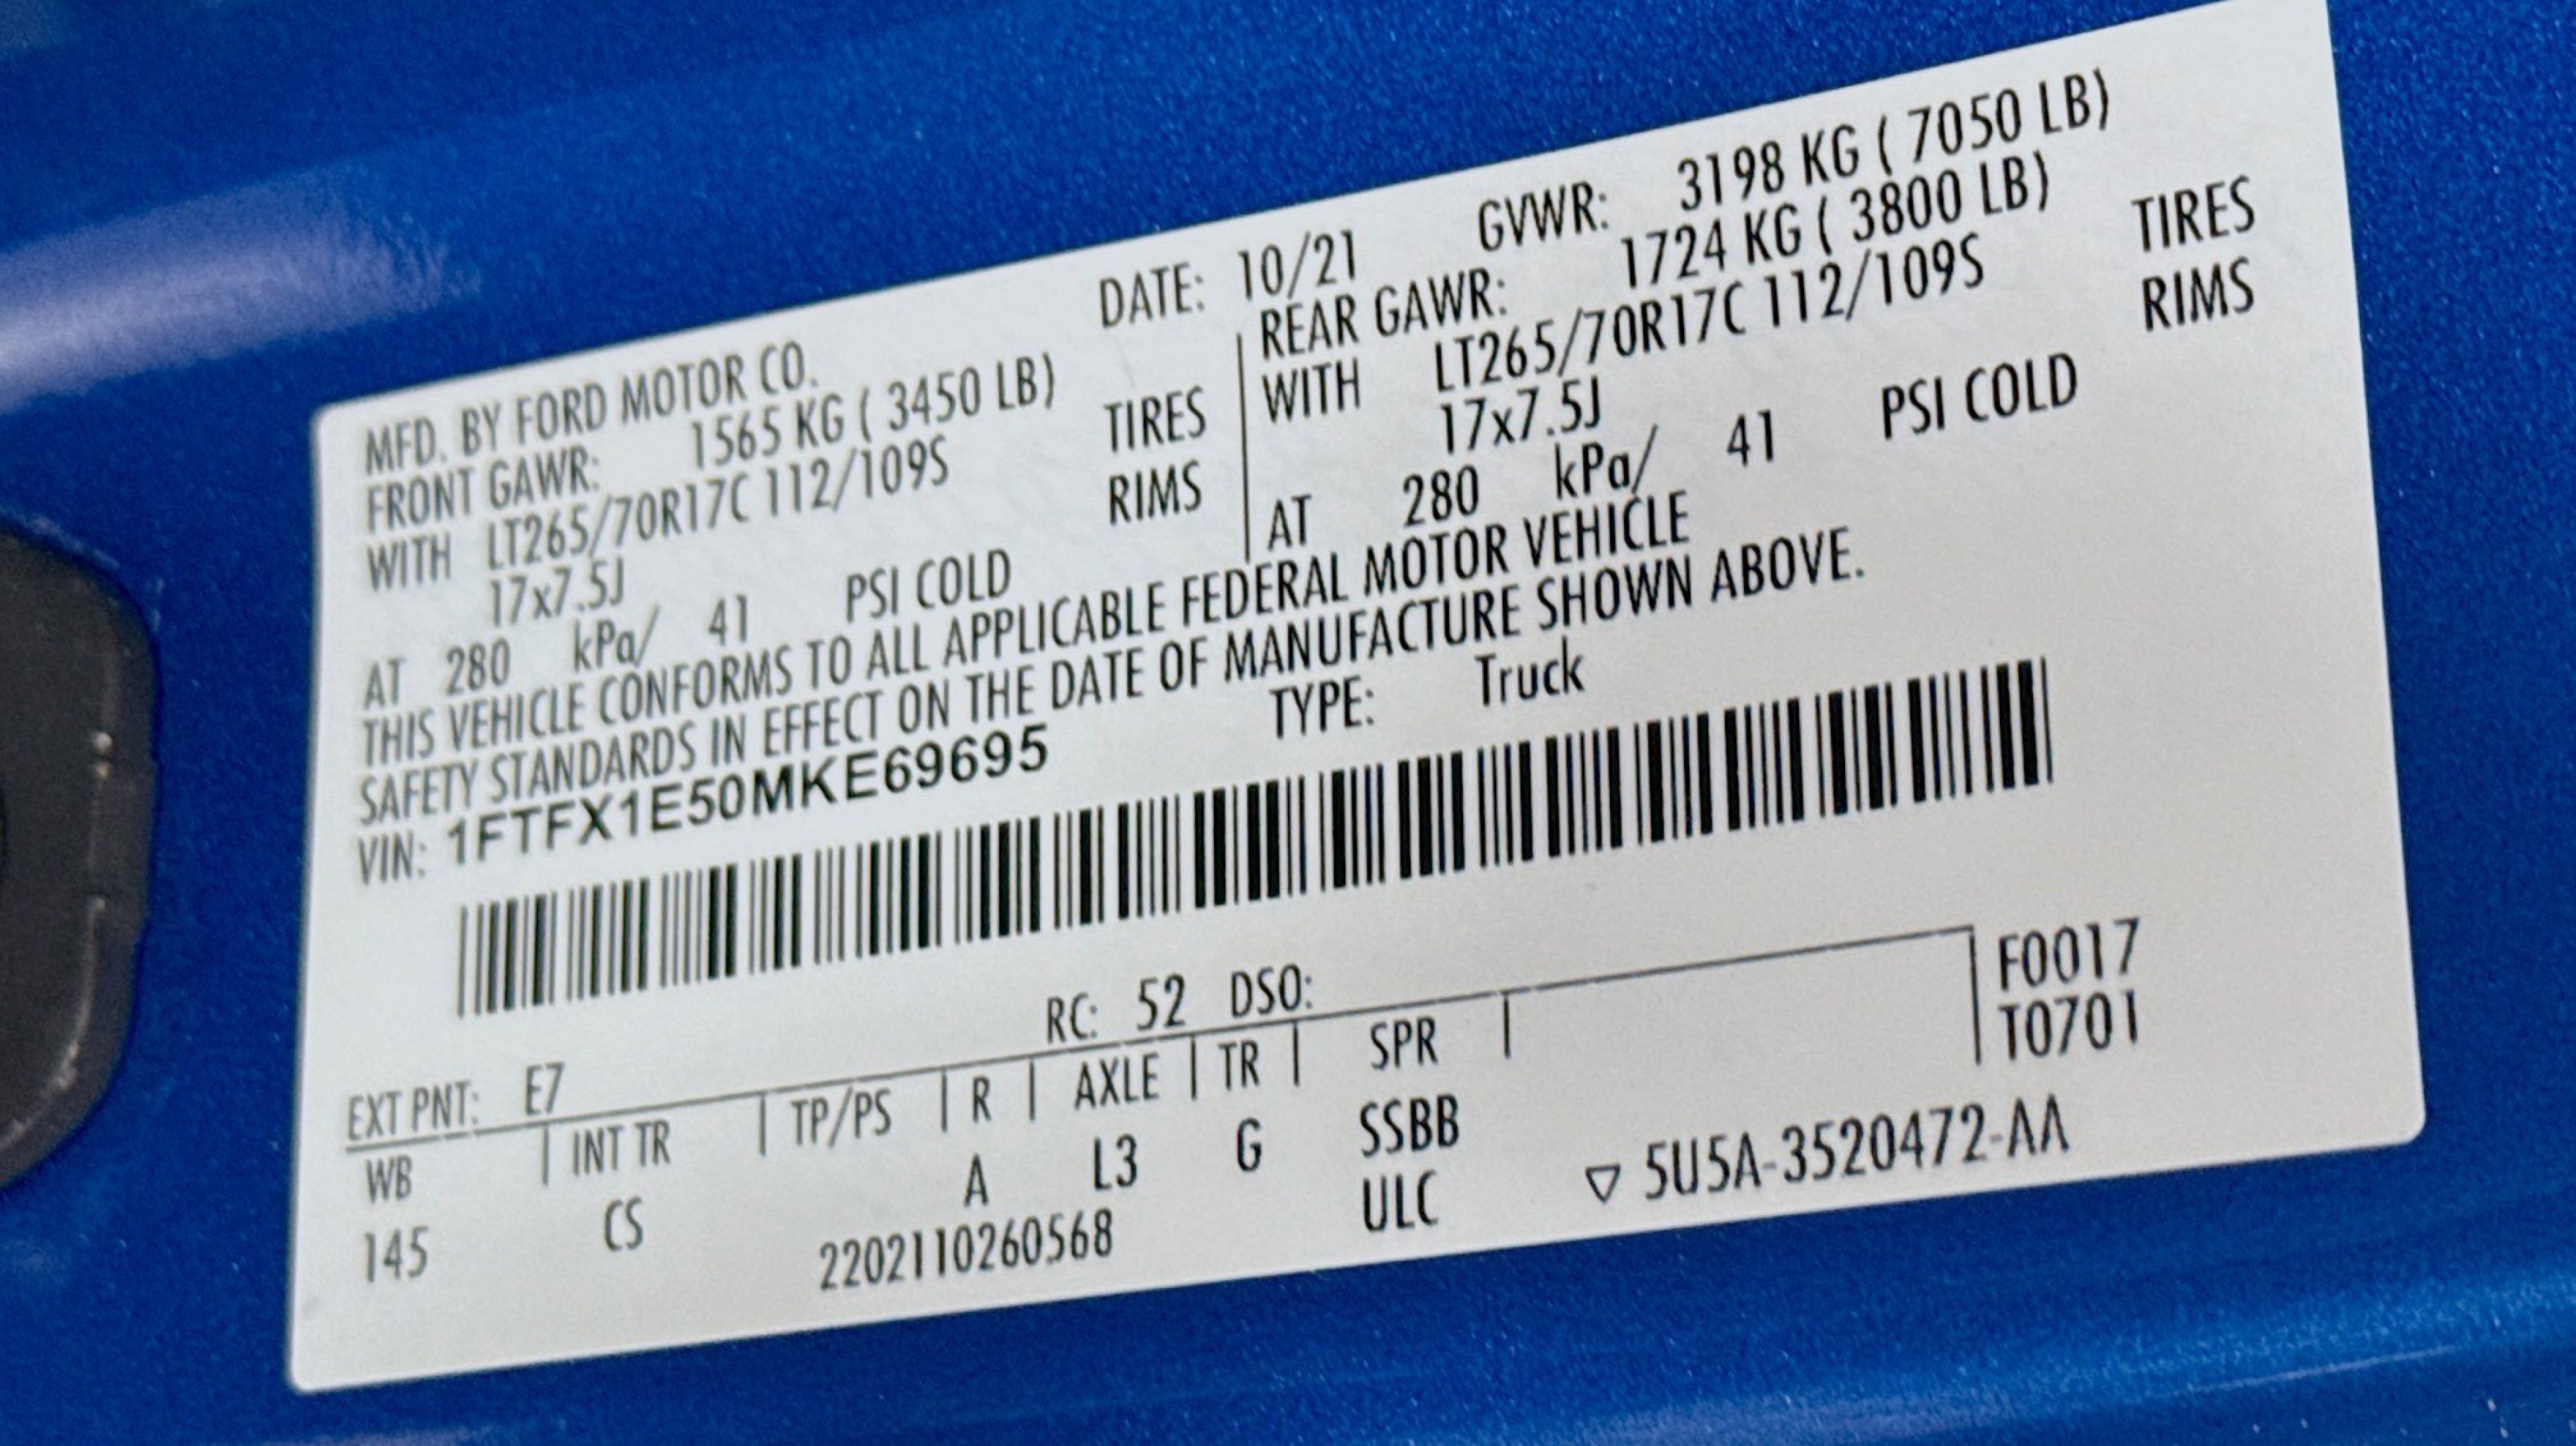 MFD. BY FORD MOTOR CO.
DATE: 10/21 GVWR: 3198 KG ( 7050 LB)
FRONT GAWR: 1565 KG ( 3450 LB)
WITH LT265/70R17C 112/109S TIRES
17x7.5J RIMS
AT 280 kPa/ 41 PSI COLD
REAR GAWR: 1724 KG ( 3800 LB)
WITH LT265/70R17C 112/109S TIRES
17x7.5J RIMS
AT 280 kPa/ 41 PSI COLD
THIS VEHICLE CONFORMS TO ALL APPLICABLE FEDERAL MOTOR VEHICLE
SAFETY STANDARDS IN EFFECT ON THE DATE OF MANUFACTURE SHOWN ABOVE.
VIN: 1FTFX1E50MKE69695 TYPE: Truck
F0017
T0701
EXT PNT: E7 RC: 52 DSO:
WB | INT TR | TP/PS | R | AXLE | TR | SPR |
145 CS A L3 G SSBB
2202110260568 ULC ▽ 5U5A-3520472-AA